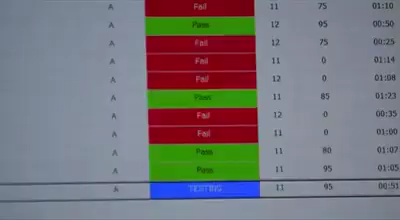 A Fail 11 75 01:10
A Pass 12 95 00:50
A Fail 12 75 00:25
A Fail 11 0 00:14
A Fail 12 0 01:08
A Pass 11 85 01:23
A Fail 12 0 00:35
A Fail 11 0 01:00
A Pass 11 80 01:07
A Pass 11 95 01:05
A TESTING 11 95 00:51